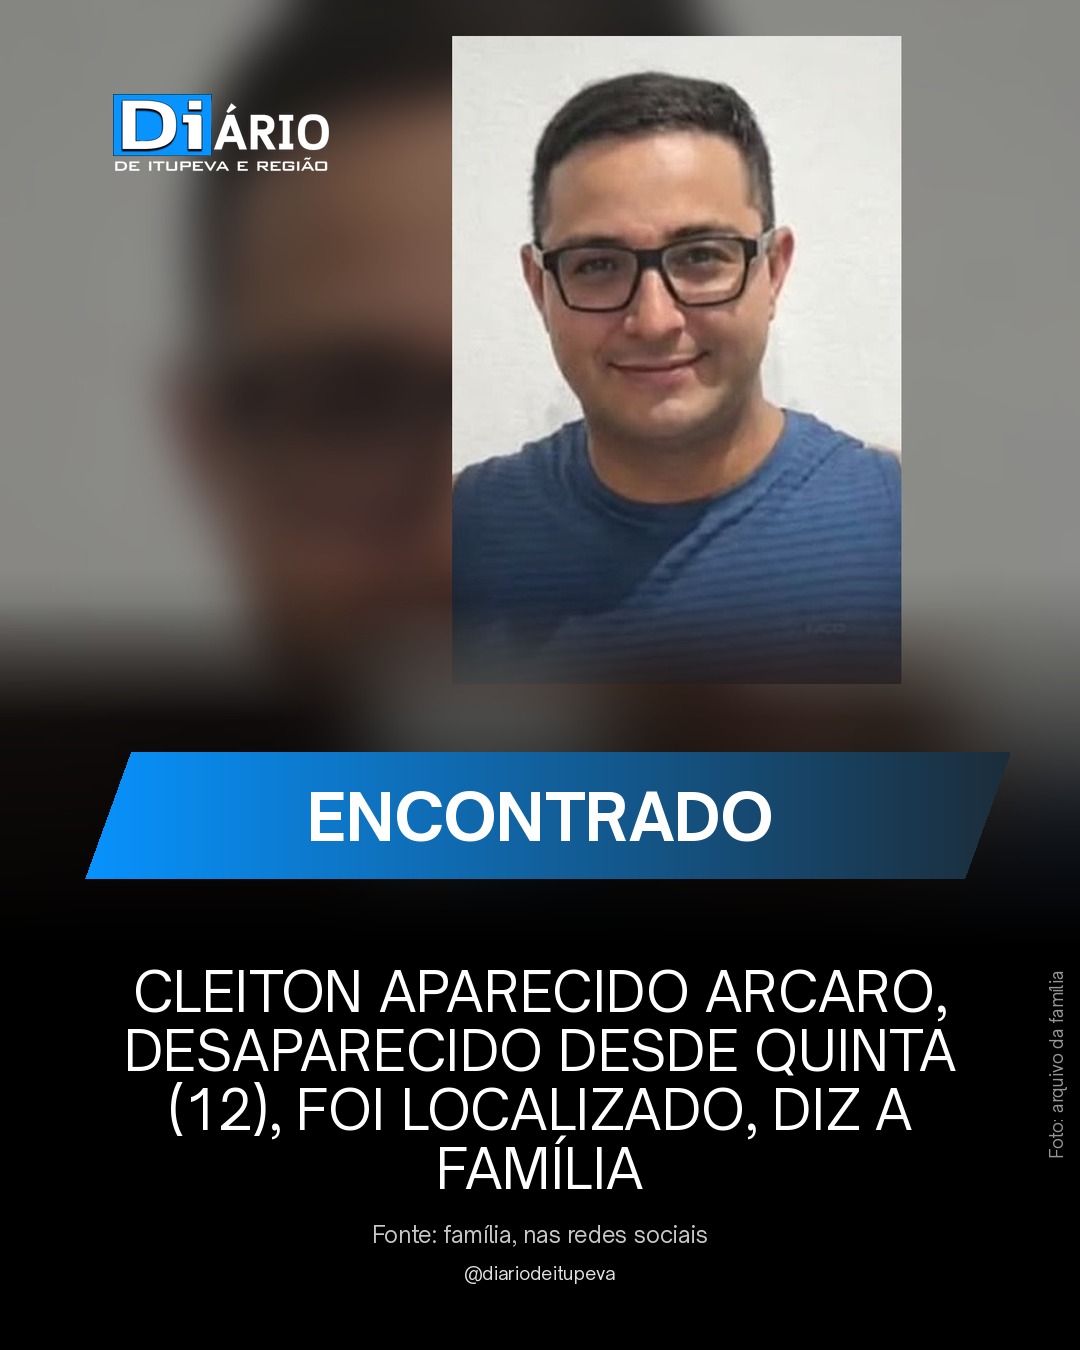 DiÁRIO
DE ITUPEVA E REGIÃO
ENCONTRADO
CLEITON APARECIDO ARCARO,
DESAPARECIDO DESDE QUINTA
(12), FOI LOCALIZADO, DIZ A
FAMÍLIA
Foto: arquivo da família
Fonte: família, nas redes sociais
@diariodeitupeva